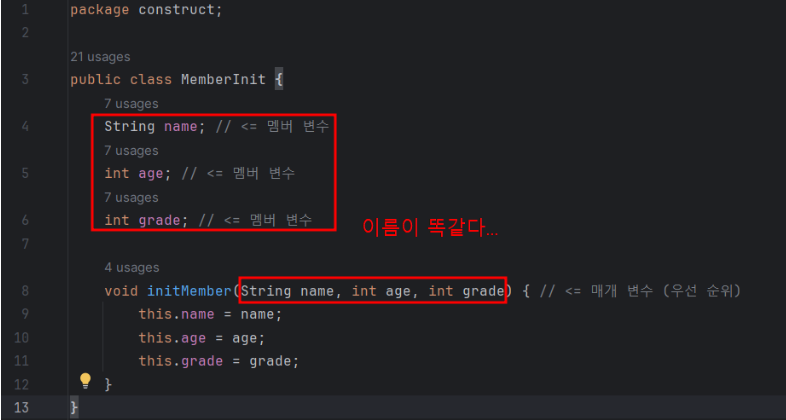 1 package construct;
2
21 usages
3 public class MemberInit {
7 usages
4 String name; // <= 멤버 변수
7 usages
5 int age; // <= 멤버 변수
7 usages
6 int grade; // <= 멤버 변수
이름이 똑같다...
7
4 usages
8 void initMember(String name, int age, int grade) { // <= 매개 변수 (우선 순위)
9 this.name = name;
10 this.age = age;
11 this.grade = grade;
12 }
13 }